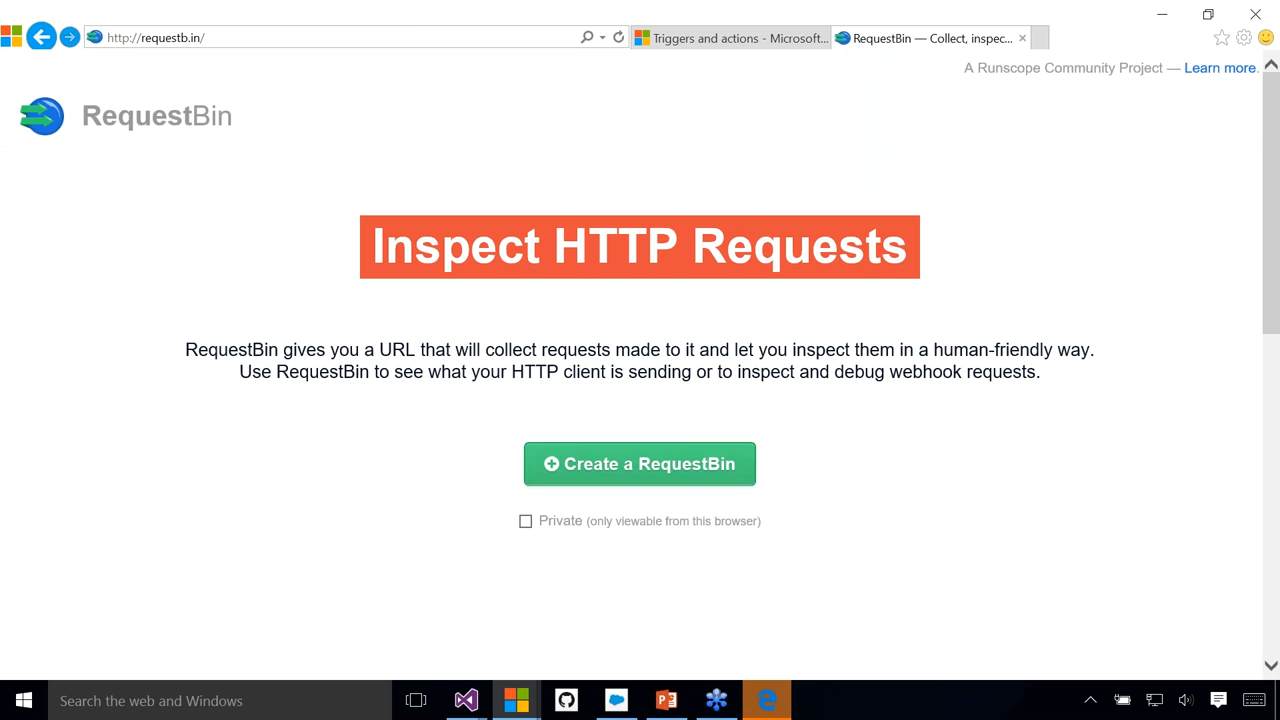 http://requestb.in/
Triggers and actions - Microsoft...
RequestBin — Collect, inspec...
A Runscope Community Project — Learn more.
RequestBin
Inspect HTTP Requests
RequestBin gives you a URL that will collect requests made to it and let you inspect them in a human-friendly way.
Use RequestBin to see what your HTTP client is sending or to inspect and debug webhook requests.
Create a RequestBin
Private (only viewable from this browser)
Search the web and Windows